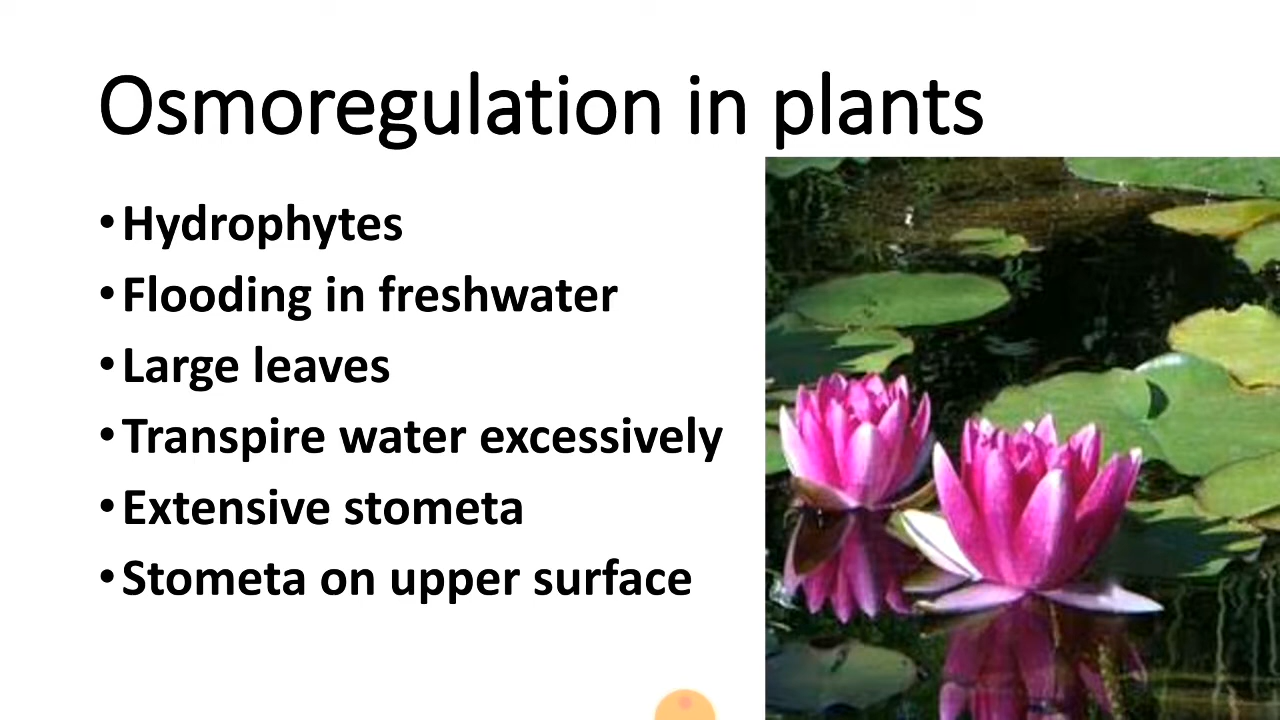 Osmoregulation in plants
•Hydrophytes
•Flooding in freshwater
•Large leaves
•Transpire water excessively
•Extensive stometa
•Stometa on upper surface